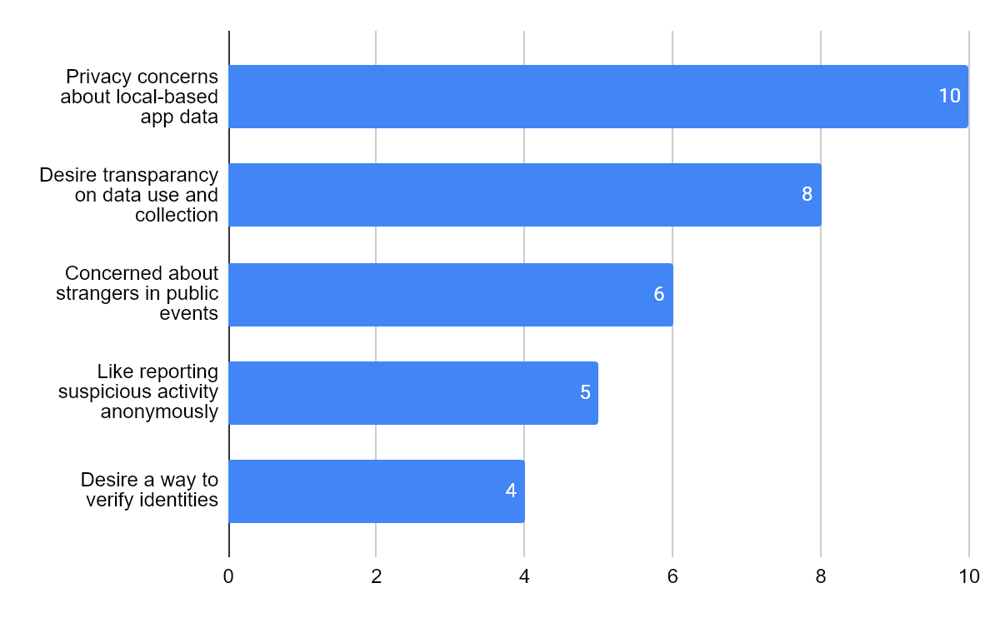 Privacy concerns
about local-based
app data
10
Desire transparancy
on data use and
collection
8
Concerned about
strangers in public
events
6
Like reporting
suspicious activity
anonymously
5
Desire a way to
verify identities
4
0 2 4 6 8 10